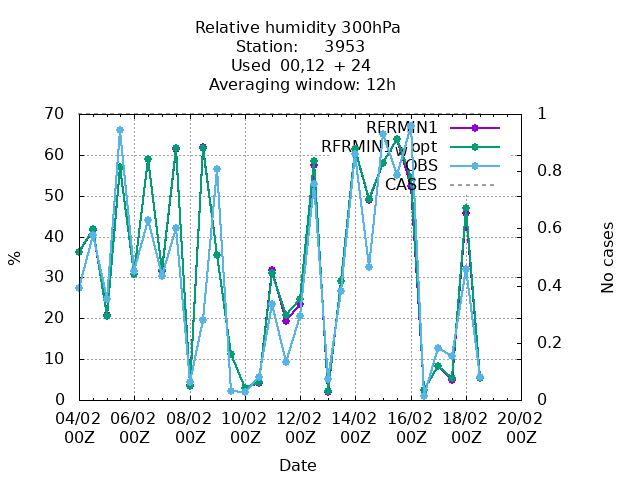 Relative humidity 300hPa
Station: 3953
Used 00,12 + 24
Averaging window: 12h
70 1
RFRMIN1
RFRMIN1_opt
60
OBS
0.8
CASES
50
0.6
40
%
No cases
30
0.4
20
0.2
10
0 0
04/02 06/02 08/02 10/02 12/02 14/02 16/02 18/02 20/02
00Z 00Z 00Z 00Z 00Z 00Z 00Z 00Z 00Z
Date